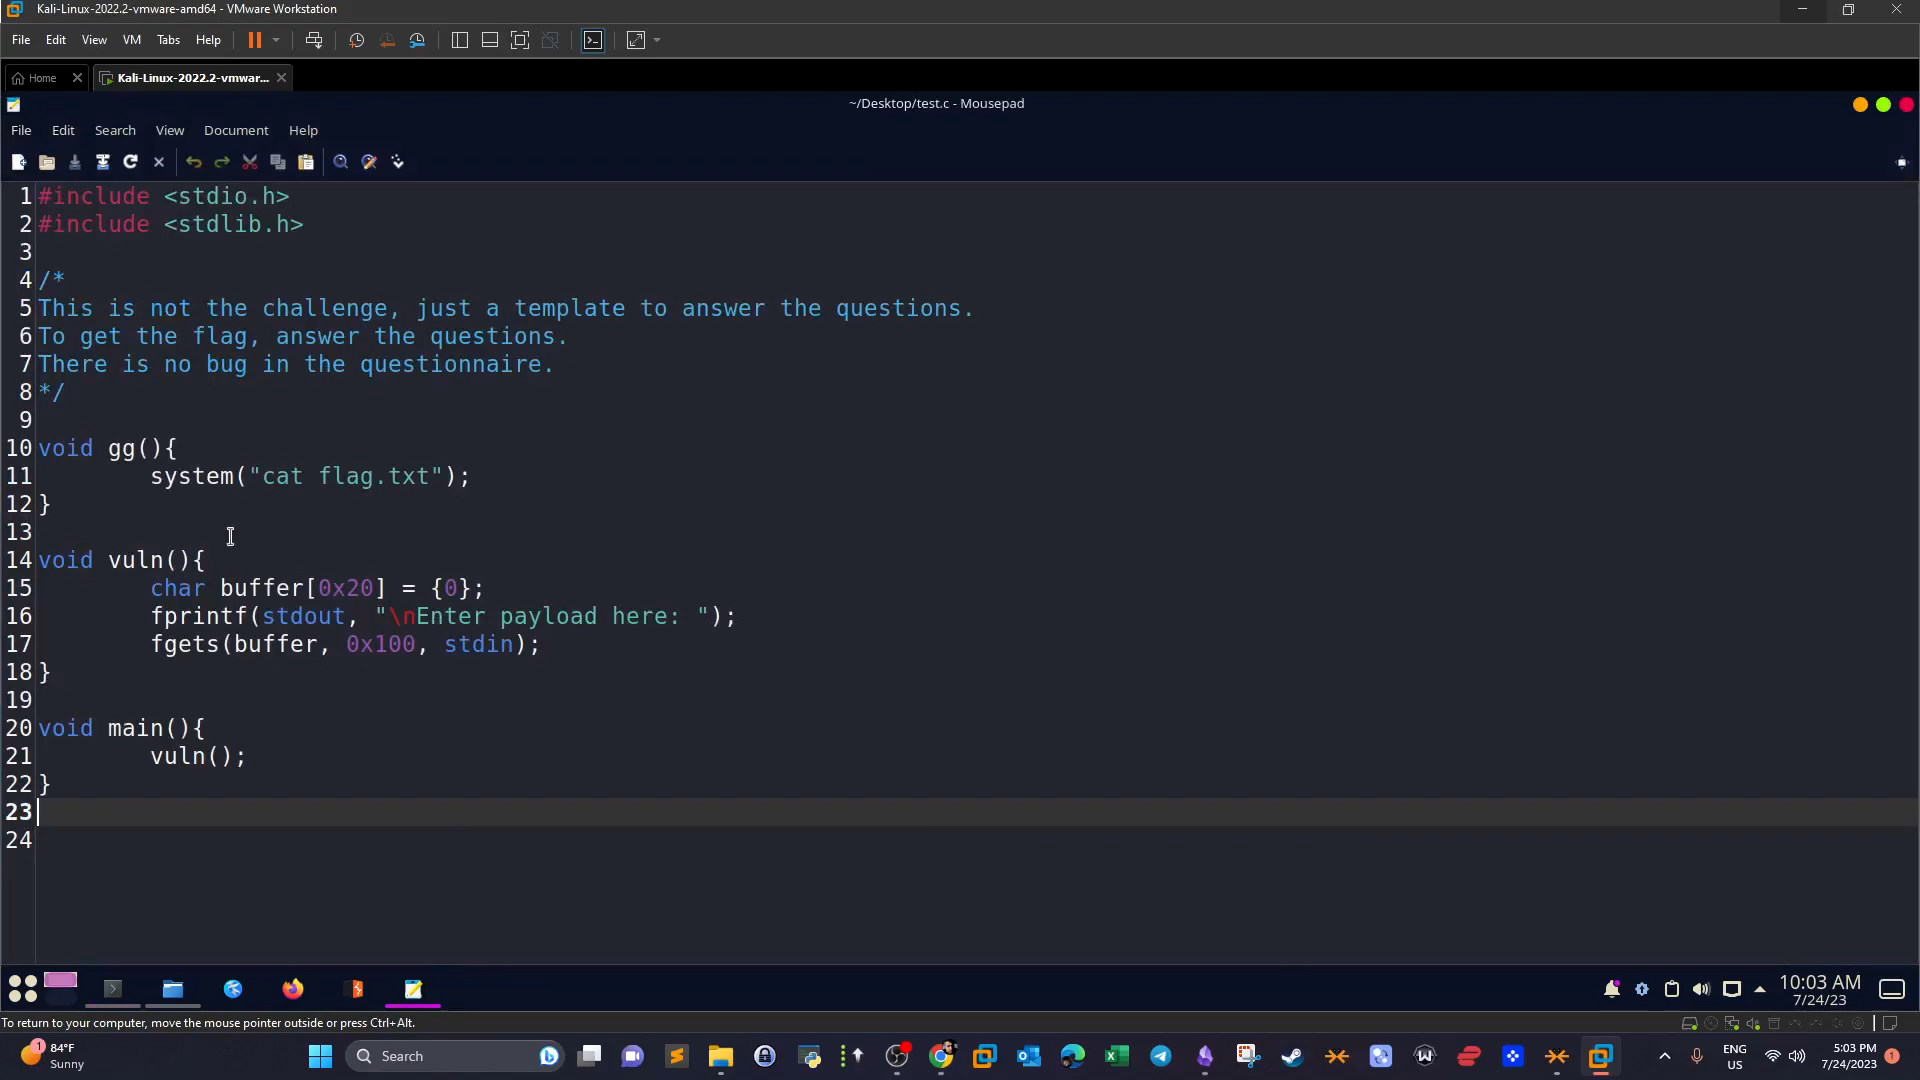 Kali-Linux-2022.2-vmware-amd64 - VMware Workstation
File Edit View VM Tabs Help
Home Kali-Linux-2022.2-vmwar...
~/Desktop/test.c - Mousepad
File Edit Search View Document Help
1 #include <stdio.h>
2 #include <stdlib.h>
3
4 /*
5 This is not the challenge, just a template to answer the questions.
6 To get the flag, answer the questions.
7 There is no bug in the questionnaire.
8 */
9
10 void gg(){
11 system("cat flag.txt");
12 }
13
14 void vuln(){
15 char buffer[0x20] = {0};
16 fprintf(stdout, "\nEnter payload here: ");
17 fgets(buffer, 0x100, stdin);
18 }
19
20 void main(){
21 vuln();
22 }
23
24
10:03 AM
7/24/23
To return to your computer, move the mouse pointer outside or press Ctrl+Alt.
1 84°F
Sunny
Search
ENG
US
5:03 PM
7/24/2023
1